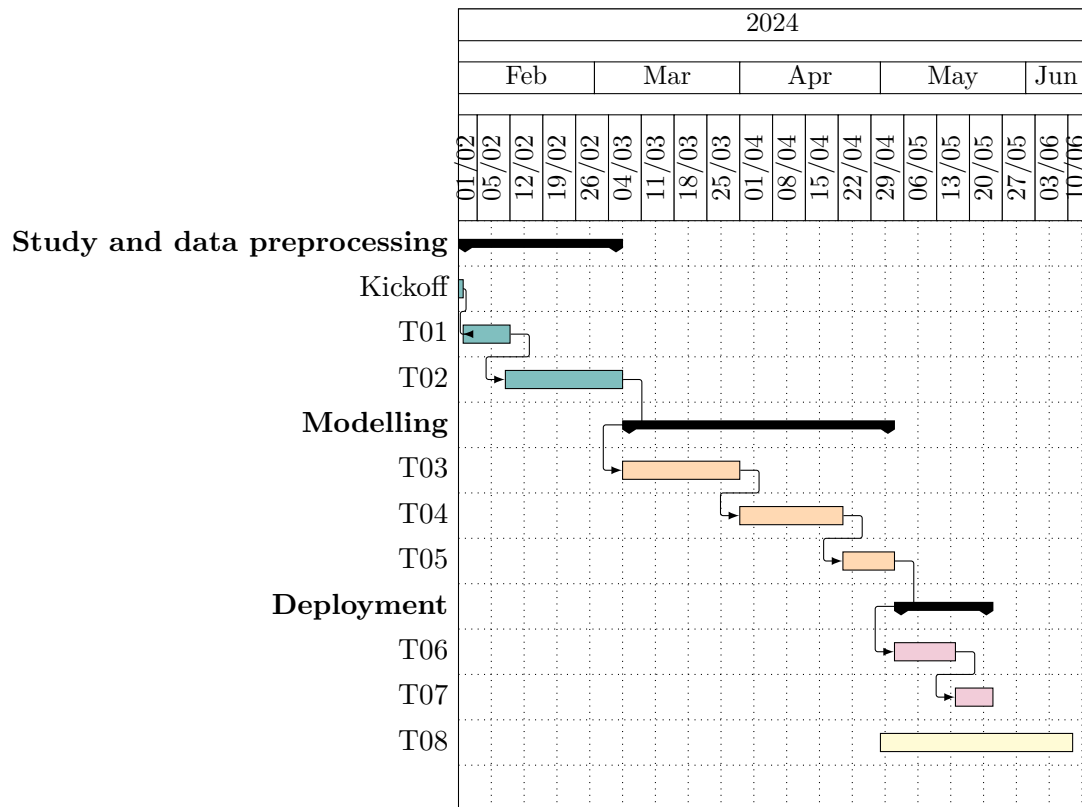 2024
Feb Mar Apr May Jun
01/02 05/02 12/02 19/02 26/02 04/03 11/03 18/03 25/03 01/04 08/04 15/04 22/04 29/04 06/05 13/05 20/05 27/05 03/06 10/06
Study and data preprocessing
Kickoff
T01
T02
Modelling
T03
T04
T05
Deployment
T06
T07
T08